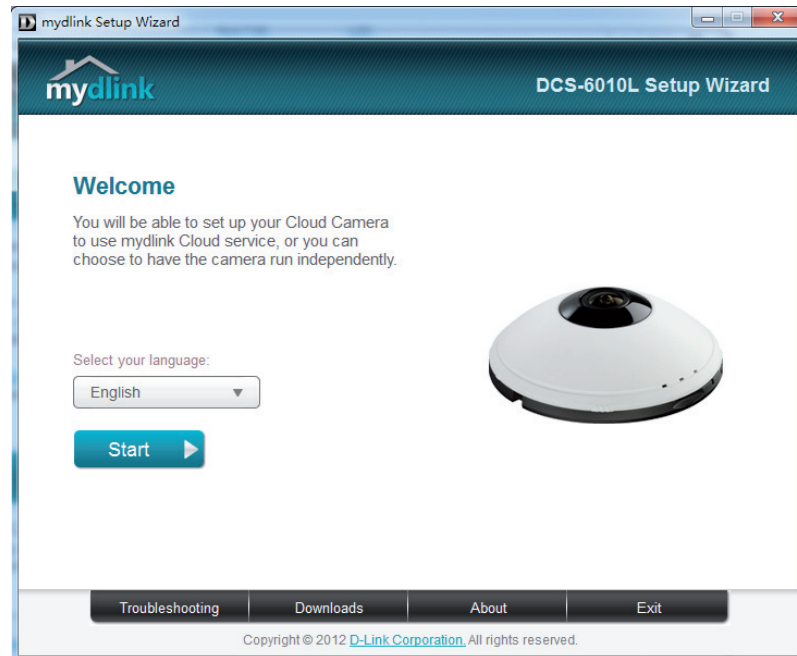 mydlink Setup Wizard
mydlink
DCS-6010L Setup Wizard
Welcome
You will be able to set up your Cloud Camera
to use mydlink Cloud service, or you can
choose to have the camera run independently.
Select your language:
English
Start
Troubleshooting Downloads About Exit
Copyright © 2012 D-Link Corporation. All rights reserved.